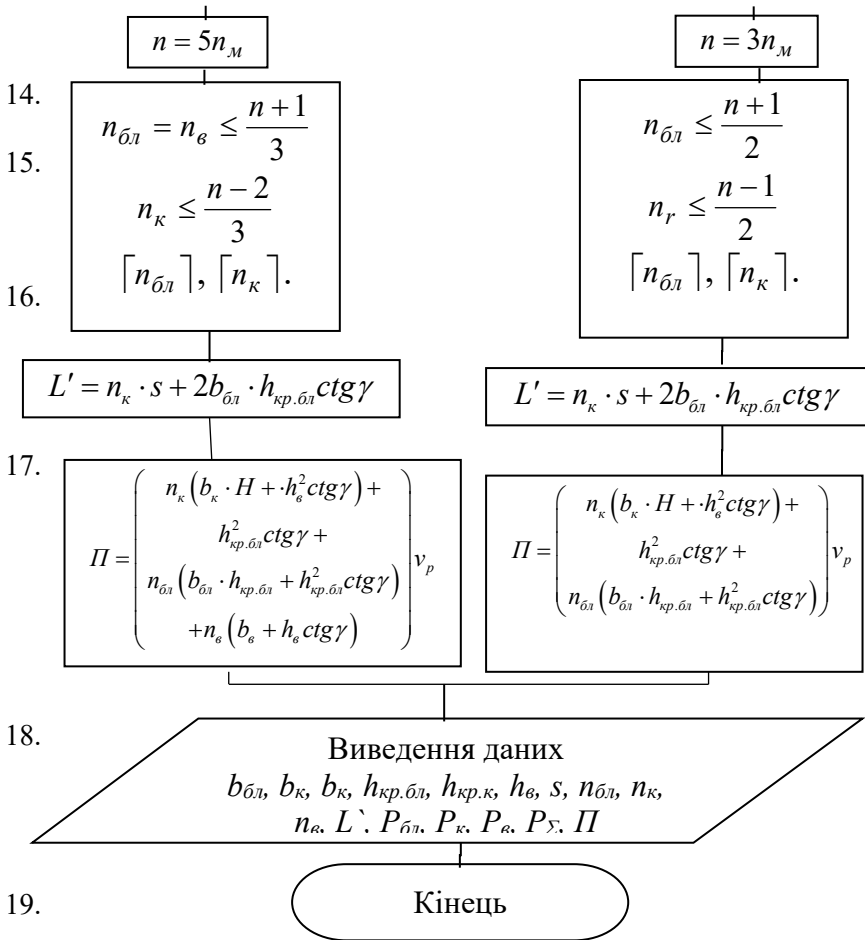 n = 5n_м
n = 3n_м
14.
n_бл = n_в ≤ (n + 1)/3
n_бл ≤ (n + 1)/2
15.
n_к ≤ (n − 2)/3
n_r ≤ (n − 1)/2
⌈n_бл⌉, ⌈n_к⌉.
⌈n_бл⌉, ⌈n_к⌉.
16.
L′ = n_к · s + 2b_бл · h_кр.бл ctgγ
L′ = n_к · s + 2b_бл · h_кр.бл ctgγ
17.
n_к (b_к · H + · h_в² ctgγ) +
h_кр.бл² ctgγ +
П = n_бл (b_бл · h_кр.бл + h_кр.бл² ctgγ) v_р
+ n_в (b_в + h_в ctgγ)
n_к (b_к · H + · h_в² ctgγ) +
П = h_кр.бл² ctgγ + v_р
n_бл (b_бл · h_кр.бл + h_кр.бл² ctgγ)
18.
Виведення даних
b_бл, b_к, b_к, h_кр.бл, h_кр.к, h_в, s, n_бл, n_к,
n_в, L`, P_бл, P_к, P_в, P_Σ, П
19.
Кінець